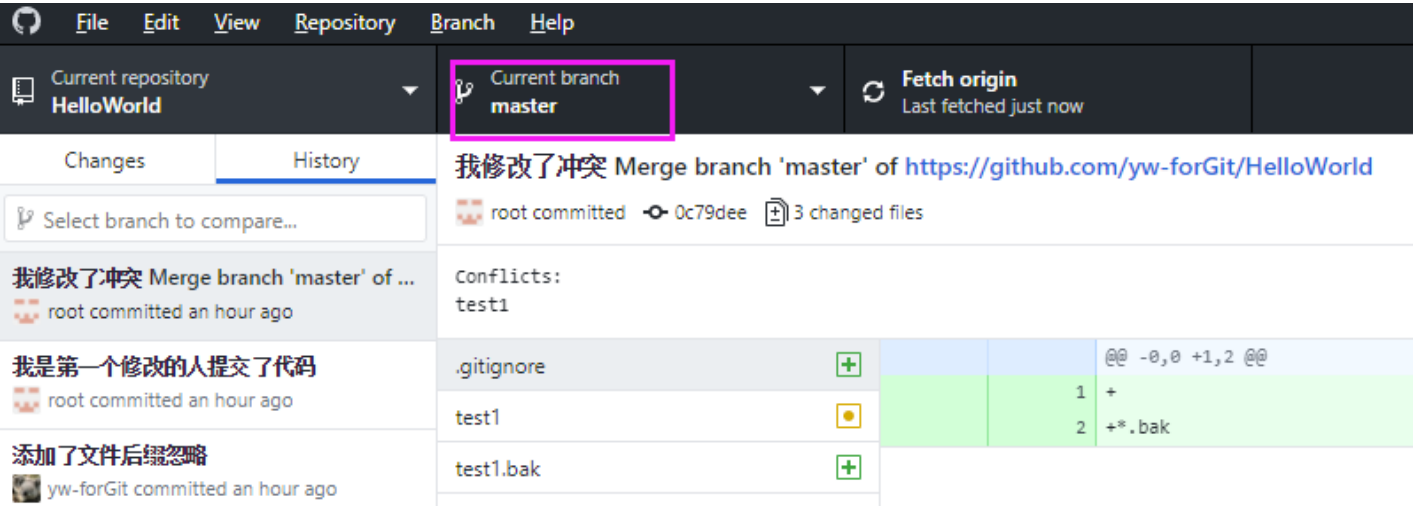 File Edit View Repository Branch Help
Current repository
HelloWorld
Current branch
master
Fetch origin
Last fetched just now
Changes
History
Select branch to compare...
我修改了冲突 Merge branch 'master' of ...
root committed an hour ago
我是第一个修改的人提交了代码
root committed an hour ago
添加了文件后缀忽略
yw-forGit committed an hour ago
我修改了冲突 Merge branch 'master' of https://github.com/yw-forGit/HelloWorld
root committed 0c79dee 3 changed files
Conflicts:
test1
.gitignore
test1
test1.bak
@@ -0,0 +1,2 @@
1 +
2 +*.bak